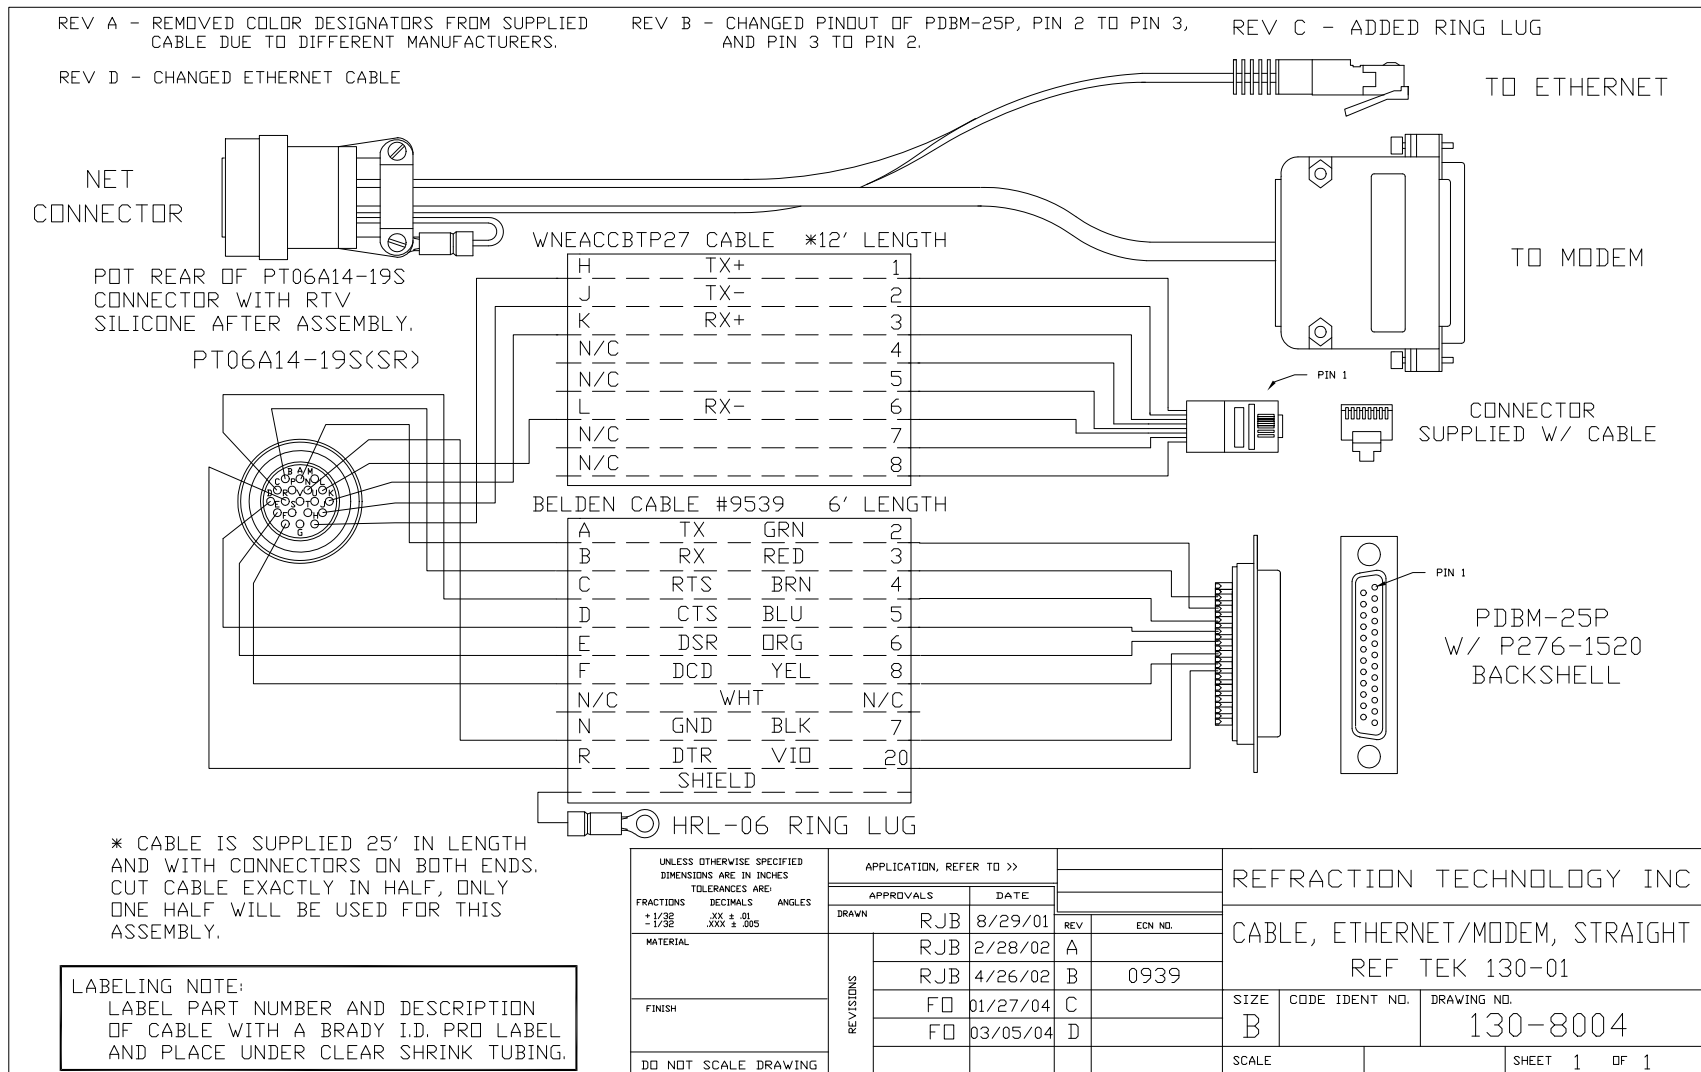 REV A - REMOVED COLOR DESIGNATORS FROM SUPPLIED
CABLE DUE TO DIFFERENT MANUFACTURERS.
REV B - CHANGED PINOUT OF PDBM-25P, PIN 2 TO PIN 3,
AND PIN 3 TO PIN 2.
REV C - ADDED RING LUG
REV D - CHANGED ETHERNET CABLE
TO ETHERNET
NET
CONNECTOR
TO MODEM
POT REAR OF PT06A14-19S
CONNECTOR WITH RTV
SILICONE AFTER ASSEMBLY.
PT06A14-19S(SR)
WNEACCBTP27 CABLE *12' LENGTH
H TX+ 1
J TX- 2
K RX+ 3
N/C 4
N/C 5
L RX- 6
N/C 7
N/C 8
PIN 1
CONNECTOR
SUPPLIED W/ CABLE
B A M
C P N L
D R V U K
E S T J
F H
G
BELDEN CABLE #9539 6' LENGTH
A TX GRN 2
B RX RED 3
C RTS BRN 4
D CTS BLU 5
E DSR ORG 6
F DCD YEL 8
N/C WHT N/C
N GND BLK 7
R DTR VIO 20
SHIELD
HRL-06 RING LUG
PIN 1
PDBM-25P
W/ P276-1520
BACKSHELL
* CABLE IS SUPPLIED 25' IN LENGTH
AND WITH CONNECTORS ON BOTH ENDS.
CUT CABLE EXACTLY IN HALF, ONLY
ONE HALF WILL BE USED FOR THIS
ASSEMBLY.
LABELING NOTE:
LABEL PART NUMBER AND DESCRIPTION
OF CABLE WITH A BRADY I.D. PRO LABEL
AND PLACE UNDER CLEAR SHRINK TUBING.
UNLESS OTHERWISE SPECIFIED
DIMENSIONS ARE IN INCHES
TOLERANCES ARE:
FRACTIONS DECIMALS ANGLES
+ 1/32 .XX ± .01
- 1/32 .XXX ± .005
MATERIAL
FINISH
DO NOT SCALE DRAWING
APPLICATION, REFER TO >>
APPROVALS DATE
DRAWN RJB 8/29/01 REV ECN NO.
REVISIONS
RJB 2/28/02 A
RJB 4/26/02 B 0939
FO 01/27/04 C
FO 03/05/04 D
REFRACTION TECHNOLOGY INC
CABLE, ETHERNET/MODEM, STRAIGHT
REF TEK 130-01
SIZE CODE IDENT NO. DRAWING NO.
B 130-8004
SCALE SHEET 1 OF 1